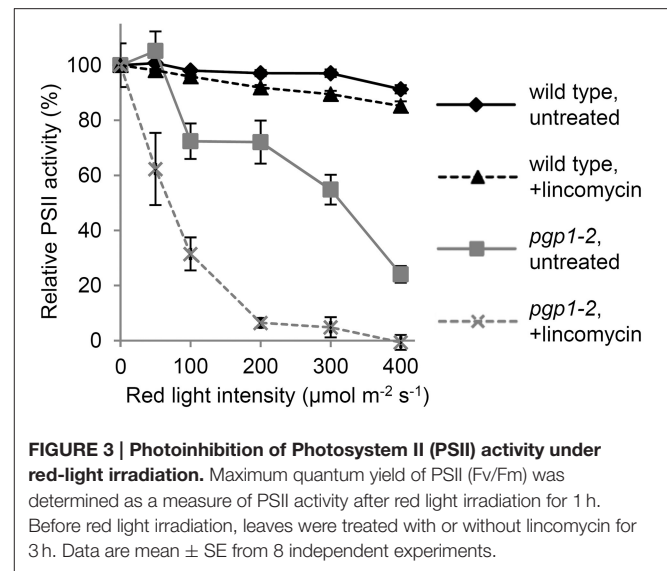 100
80
60
40
20
0
Relative PSII activity (%)
0 100 200 300 400
Red light intensity (µmol m⁻² s⁻¹)
wild type,
untreated
wild type,
+lincomycin
pgp1-2,
untreated
pgp1-2,
+lincomycin
FIGURE 3 | Photoinhibition of Photosystem II (PSII) activity under
red-light irradiation. Maximum quantum yield of PSII (Fv/Fm) was
determined as a measure of PSII activity after red light irradiation for 1 h.
Before red light irradiation, leaves were treated with or without lincomycin for
3 h. Data are mean ± SE from 8 independent experiments.